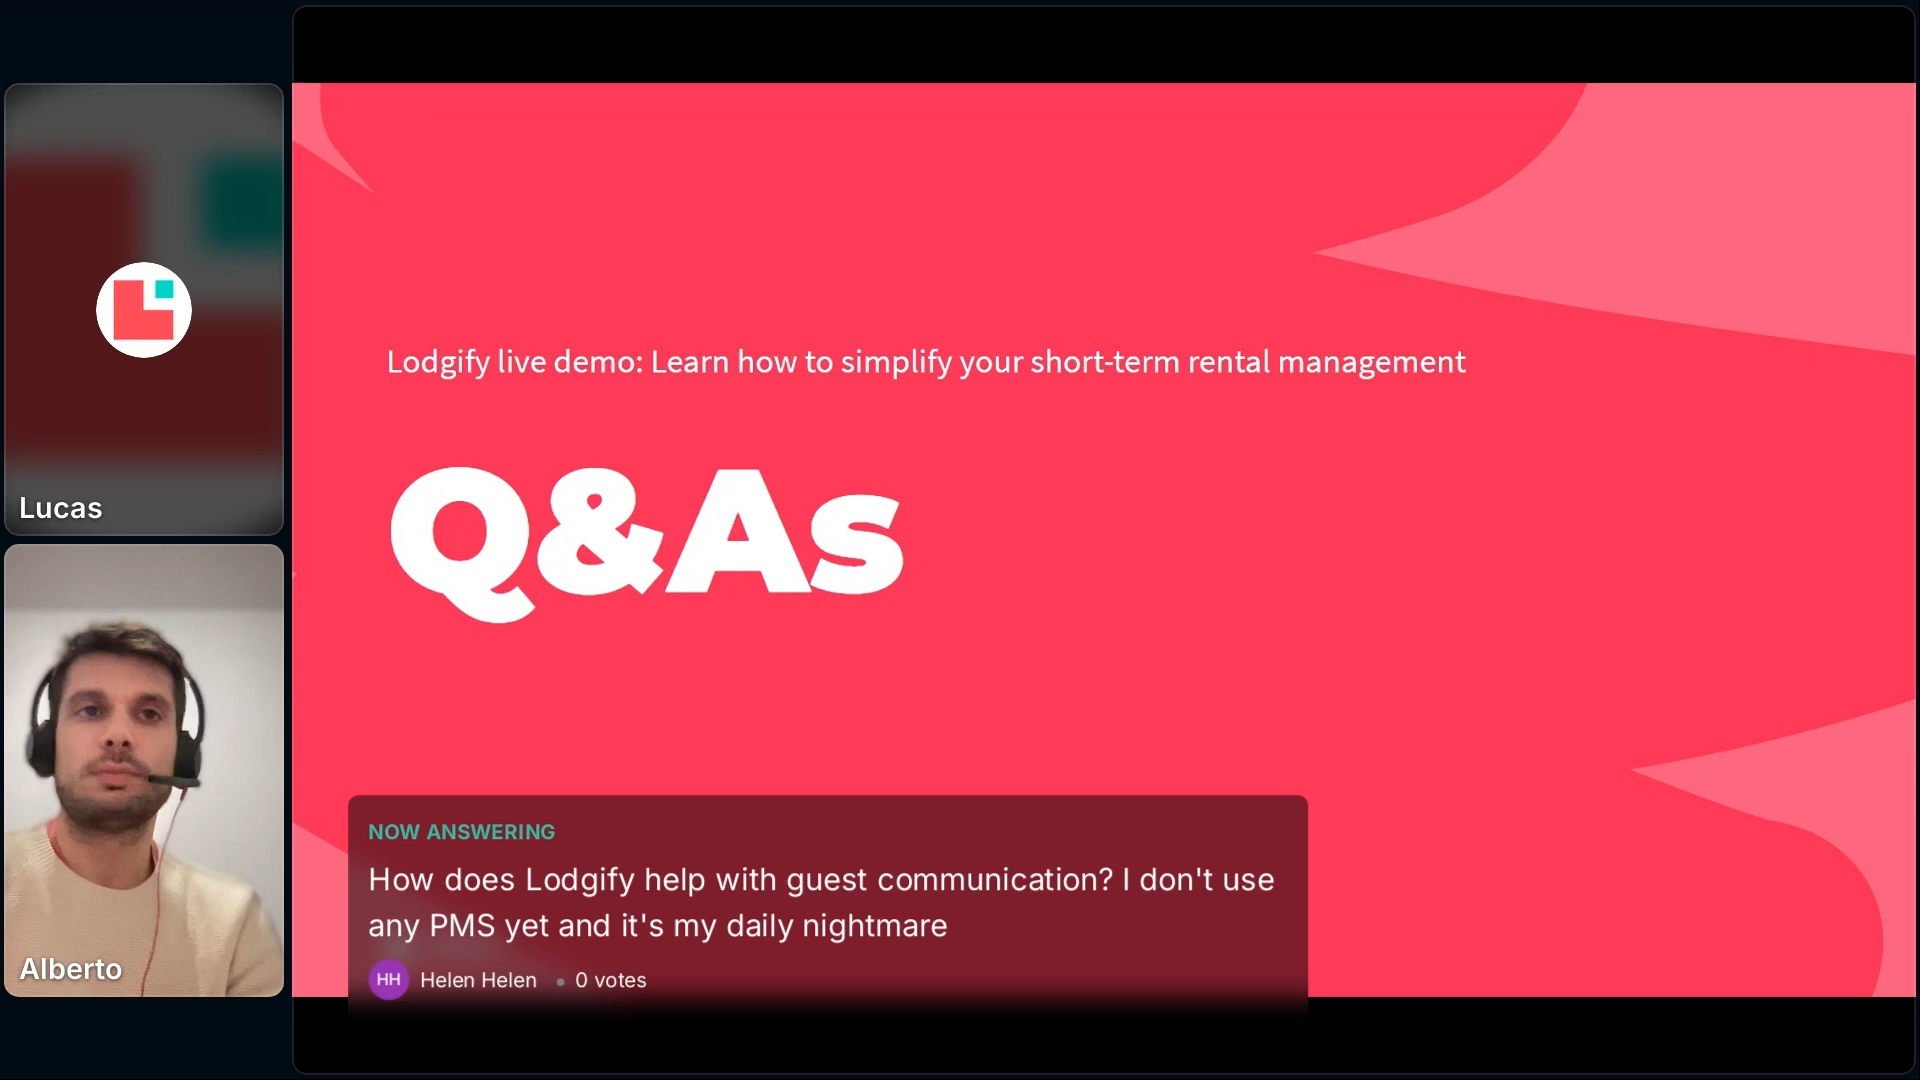 Lucas
Alberto
Lodgify live demo: Learn how to simplify your short-term rental management
Q&As
NOW ANSWERING
How does Lodgify help with guest communication? I don't use
any PMS yet and it's my daily nightmare
HH Helen Helen • 0 votes